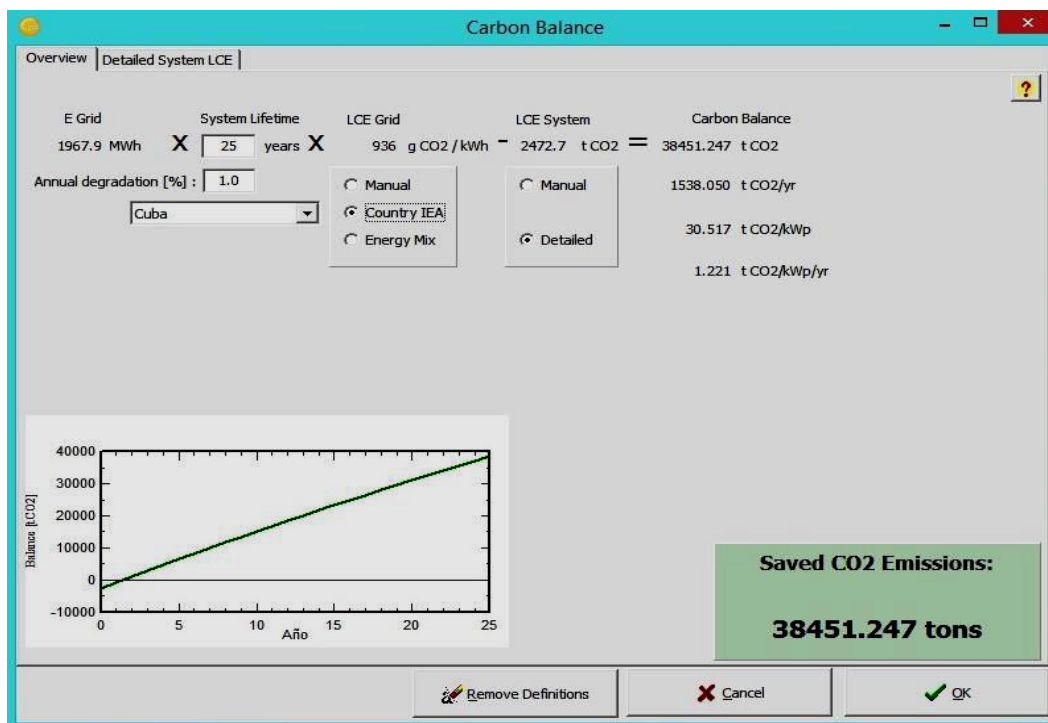 Carbon Balance
Overview Detailed System LCE
?
E Grid System Lifetime LCE Grid LCE System Carbon Balance
1967.9 MWh X 25 years X 936 g CO2 / kWh - 2472.7 t CO2 = 38451.247 t CO2
Annual degradation [%] : 1.0 Manual Manual 1538.050 t CO2/yr
Cuba Country IEA
30.517 t CO2/kWp
Energy Mix Detailed
1.221 t CO2/kWp/yr
40000
30000
20000
10000
0
-10000
Balance [tCO2]
0 5 10 15 20 25
Año
Saved CO2 Emissions:
38451.247 tons
Remove Definitions Cancel OK